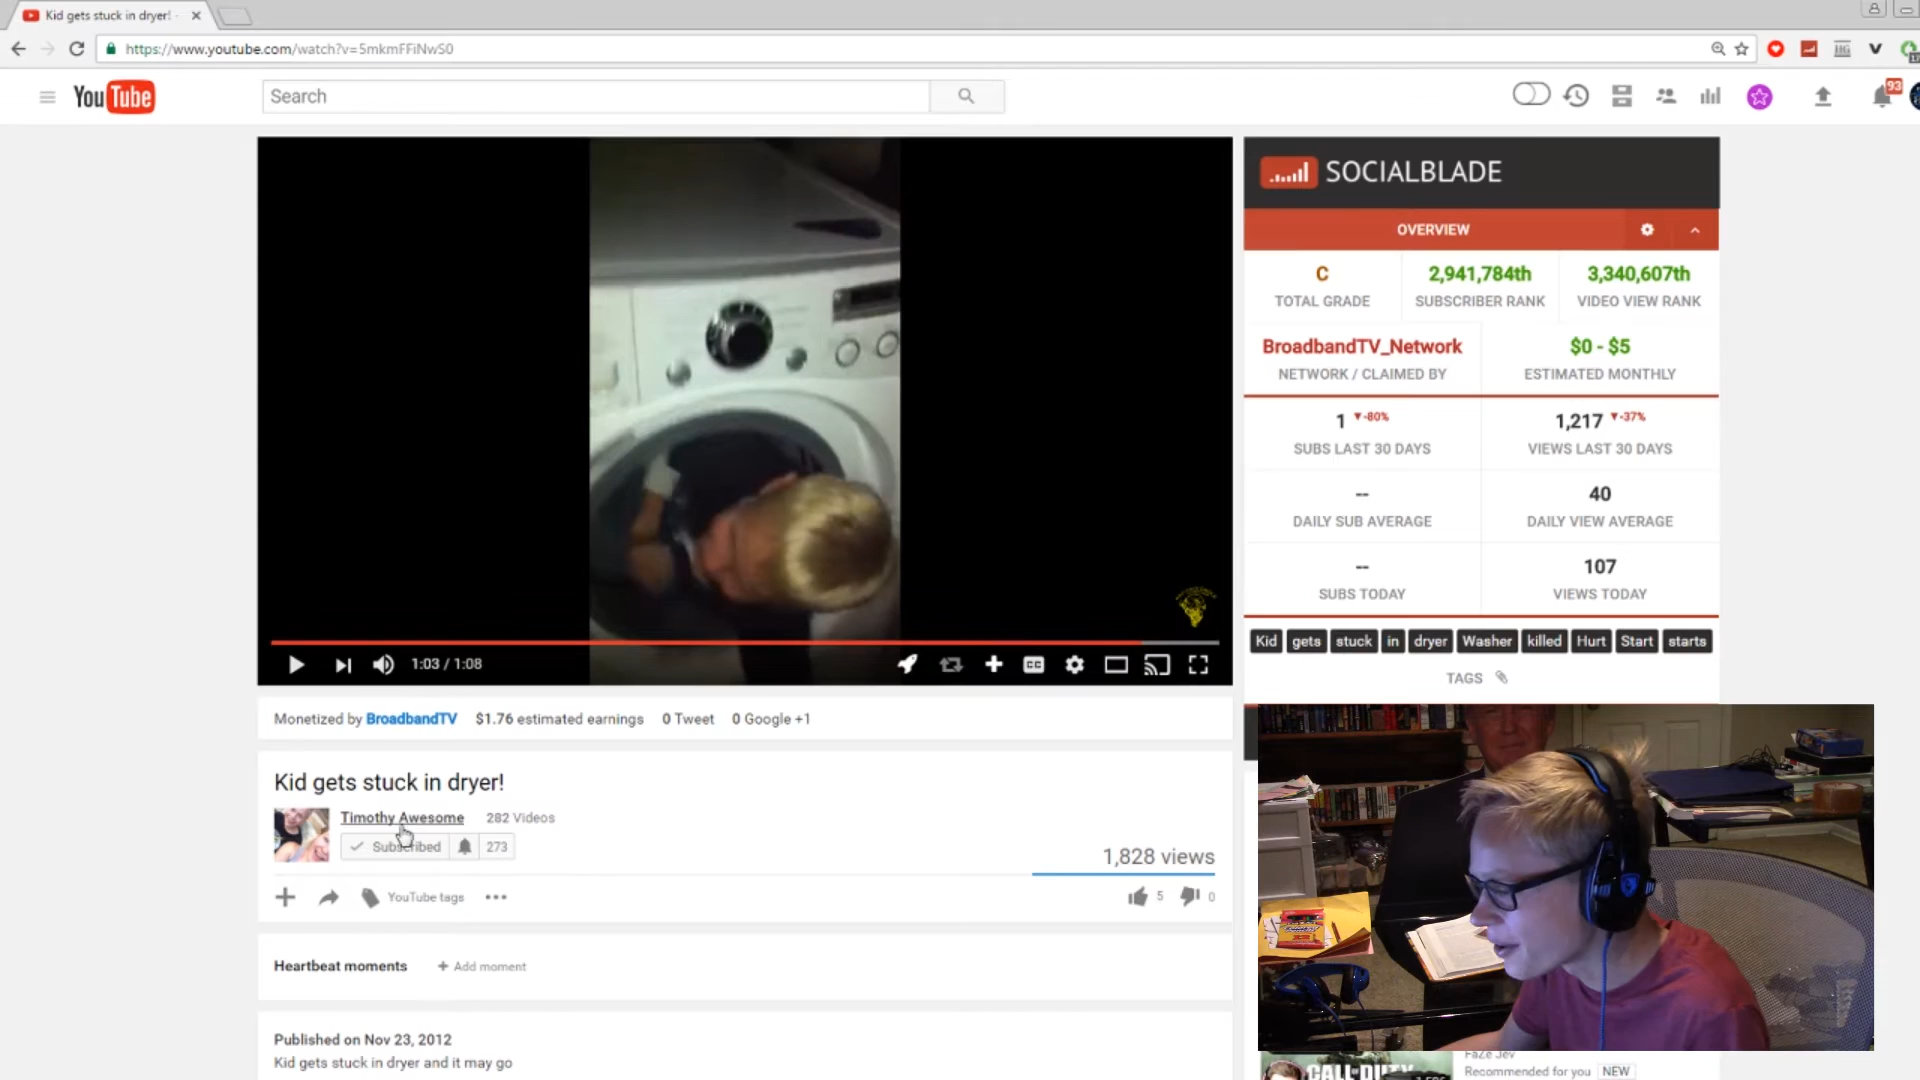 Kid gets stuck in dryer! -
https://www.youtube.com/watch?v=5mkmFFiNwS0
YouTube
Search
93
SOCIALBLADE
OVERVIEW
C
2,941,784th
3,340,607th
TOTAL GRADE
SUBSCRIBER RANK
VIDEO VIEW RANK
BroadbandTV_Network
$0 - $5
NETWORK / CLAIMED BY
ESTIMATED MONTHLY
1 ▼-80%
1,217 ▼-37%
SUBS LAST 30 DAYS
VIEWS LAST 30 DAYS
--
40
DAILY SUB AVERAGE
DAILY VIEW AVERAGE
--
107
SUBS TODAY
VIEWS TODAY
Kid gets stuck in dryer Washer killed Hurt Start starts
TAGS
1:03 / 1:08
CC
Monetized by BroadbandTV $1.76 estimated earnings 0 Tweet 0 Google +1
Kid gets stuck in dryer!
Timothy Awesome 282 Videos
Subscribed 273
1,828 views
YouTube tags
5 0
Heartbeat moments + Add moment
Published on Nov 23, 2012
Kid gets stuck in dryer and it may go
FaZe Jev
CALL OF DUTY
Recommended for you NEW